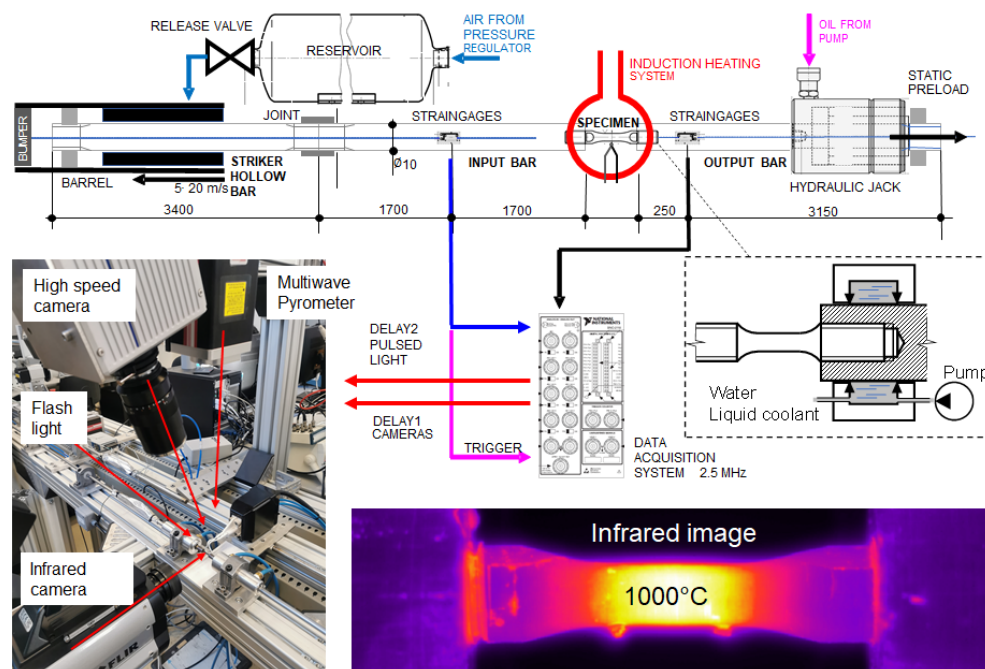 RELEASE VALVE
AIR FROM
PRESSURE
REGULATOR
RESERVOIR
OIL FROM
PUMP
INDUCTION HEATING
SYSTEM
STATIC
PRELOAD
BUMPER
JOINT
STRAINGAGES
SPECIMEN
STRAINGAGES
Ø10
STRIKER
HOLLOW
BAR
INPUT BAR
OUTPUT BAR
HYDRAULIC JACK
BARREL
5· 20 m/s
3400
1700
1700
250
3150
High speed
camera
Multiwave
Pyrometer
Flash
light
Infrared
camera
FLIR
DELAY2
PULSED
LIGHT
DELAY1
CAMERAS
TRIGGER
NATIONAL
INSTRUMENTS
DATA
ACQUISITION
SYSTEM 2.5 MHz
Water
Liquid coolant
Pump
Infrared image
1000°C